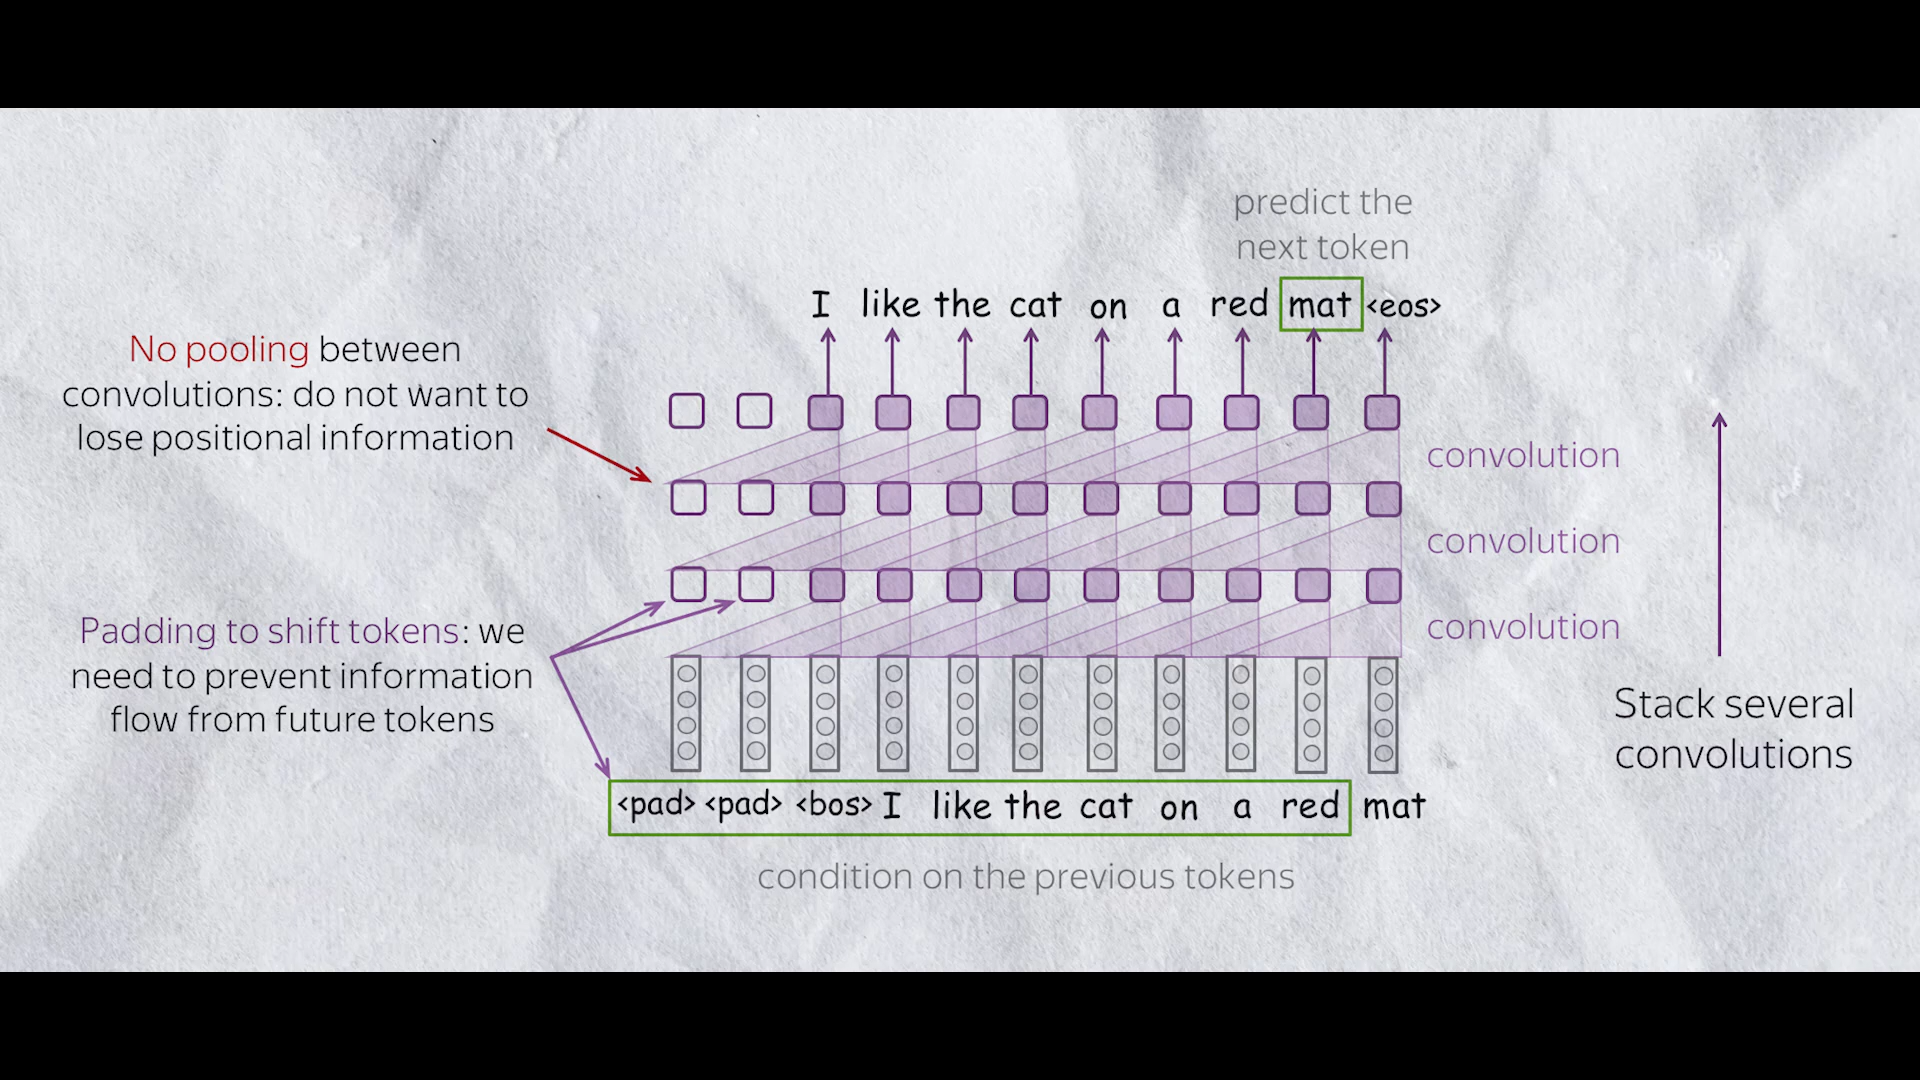 predict the
next token
I like the cat on a red mat <eos>
No pooling between
convolutions: do not want to
lose positional information
convolution
convolution
convolution
Padding to shift tokens: we
need to prevent information
flow from future tokens
Stack several
convolutions
<pad> <pad> <bos> I like the cat on a red mat
condition on the previous tokens